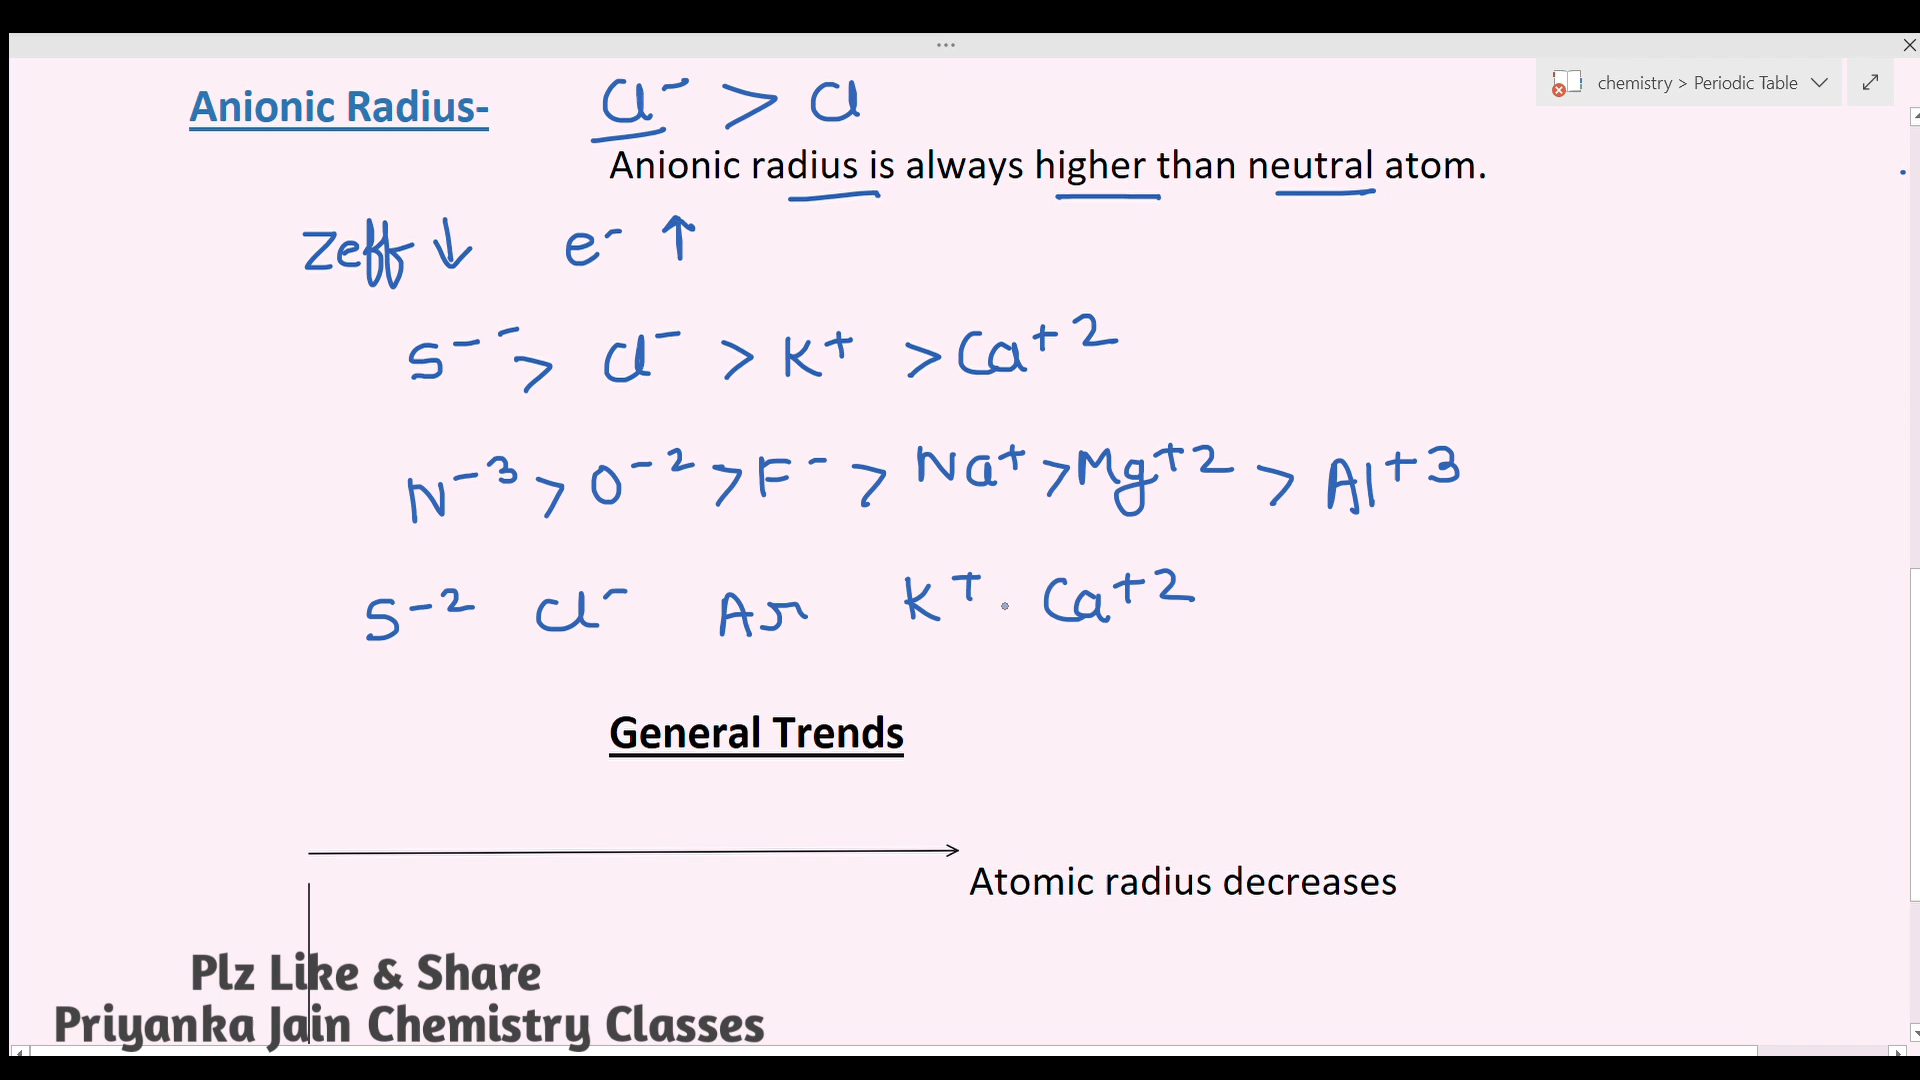 chemistry > Periodic Table
Anionic Radius- Cl⁻ > Cl
Anionic radius is always higher than neutral atom.
Zeff ↓ e⁻ ↑
S⁻⁻ > Cl⁻ > K⁺ > Ca⁺²
N⁻³ > O⁻² > F⁻ > Na⁺ > Mg⁺² > Al⁺³
S⁻² Cl⁻ Ar K⁺ Ca⁺²
General Trends
Atomic radius decreases
Plz Like & Share
Priyanka Jain Chemistry Classes